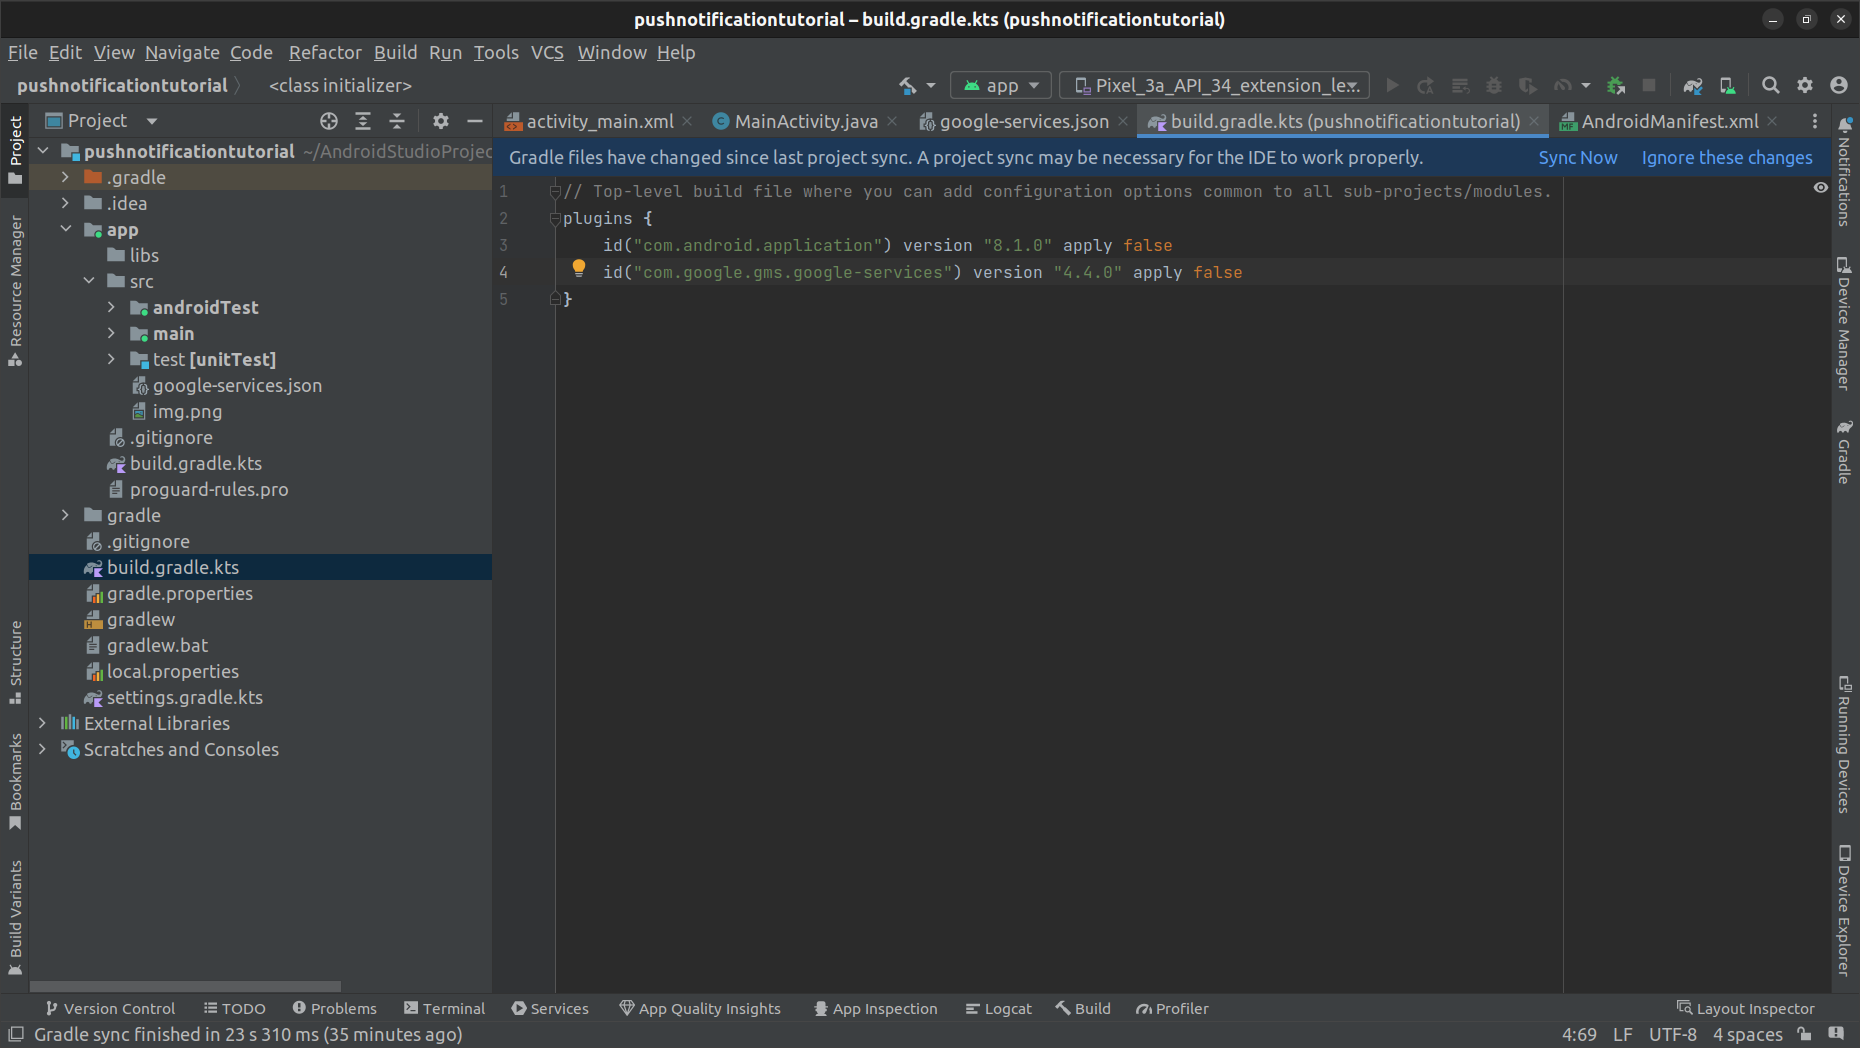 pushnotificationtutorial – build.gradle.kts (pushnotificationtutorial)
File Edit View Navigate Code Refactor Build Run Tools VCS Window Help
pushnotificationtutorial <class initializer>
app Pixel_3a_API_34_extension_le..
Project
activity_main.xml MainActivity.java google-services.json build.gradle.kts (pushnotificationtutorial) AndroidManifest.xml
Gradle files have changed since last project sync. A project sync may be necessary for the IDE to work properly. Sync Now Ignore these changes
pushnotificationtutorial ~/AndroidStudioProjec
.gradle
.idea
app
libs
src
androidTest
main
test [unitTest]
google-services.json
img.png
.gitignore
build.gradle.kts
proguard-rules.pro
gradle
.gitignore
build.gradle.kts
gradle.properties
gradlew
gradlew.bat
local.properties
settings.gradle.kts
External Libraries
Scratches and Consoles
1 // Top-level build file where you can add configuration options common to all sub-projects/modules.
2 plugins {
3 id("com.android.application") version "8.1.0" apply false
4 id("com.google.gms.google-services") version "4.4.0" apply false
5 }
Project
Resource Manager
Structure
Bookmarks
Build Variants
Notifications
Device Manager
Gradle
Running Devices
Device Explorer
Version Control TODO Problems Terminal Services App Quality Insights App Inspection Logcat Build Profiler Layout Inspector
Gradle sync finished in 23 s 310 ms (35 minutes ago) 4:69 LF UTF-8 4 spaces